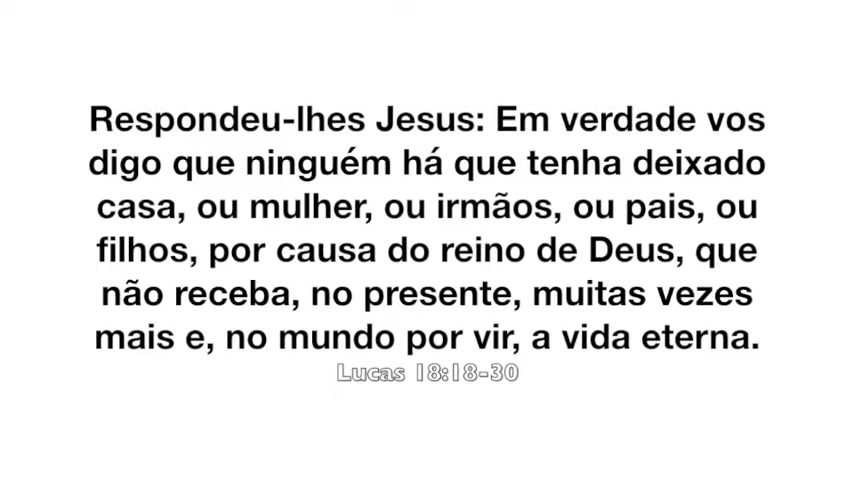 Respondeu-lhes Jesus: Em verdade vos
digo que ninguém há que tenha deixado
casa, ou mulher, ou irmãos, ou pais, ou
filhos, por causa do reino de Deus, que
não receba, no presente, muitas vezes
mais e, no mundo por vir, a vida eterna.
Lucas 18:18-30